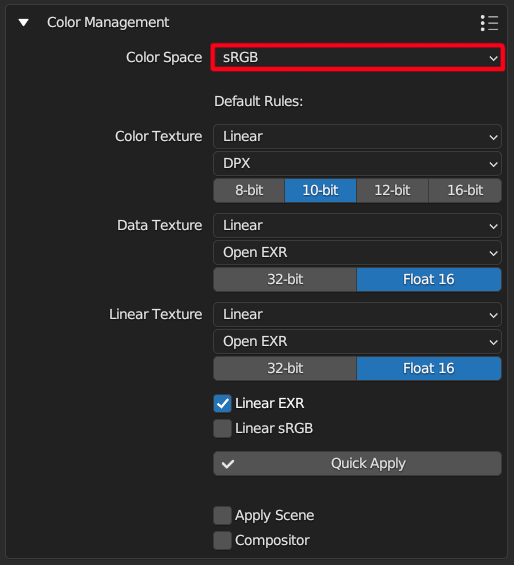 Color Management
Color Space sRGB
Default Rules:
Color Texture Linear
DPX
8-bit 10-bit 12-bit 16-bit
Data Texture Linear
Open EXR
32-bit Float 16
Linear Texture Linear
Open EXR
32-bit Float 16
Linear EXR
Linear sRGB
Quick Apply
Apply Scene
Compositor